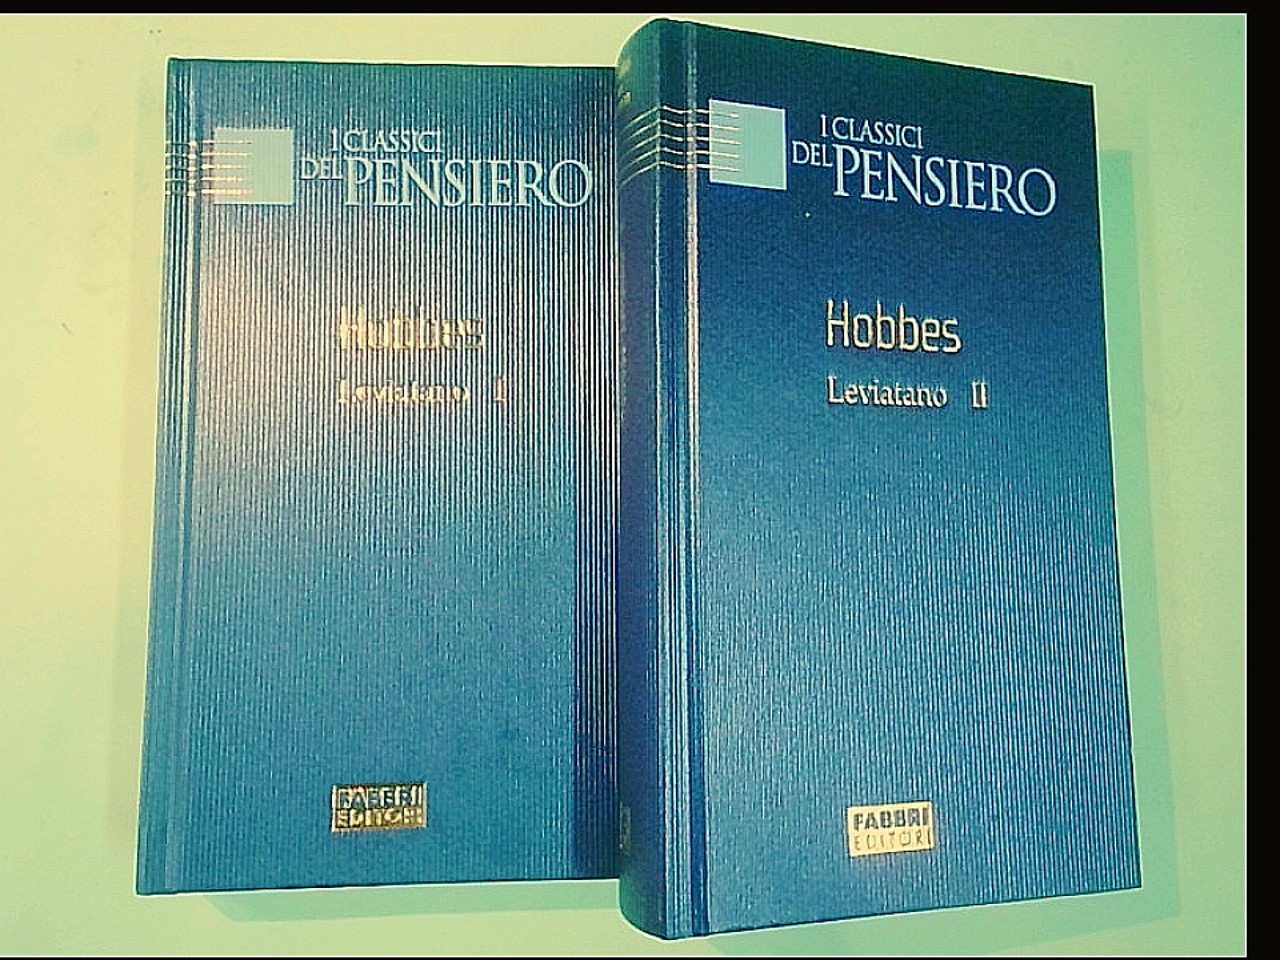 I CLASSICI
DEL PENSIERO
Hobbes
Leviatano I
FABBRI
EDITORI
I CLASSICI
DEL PENSIERO
Hobbes
Leviatano II
FABBRI
EDITORI